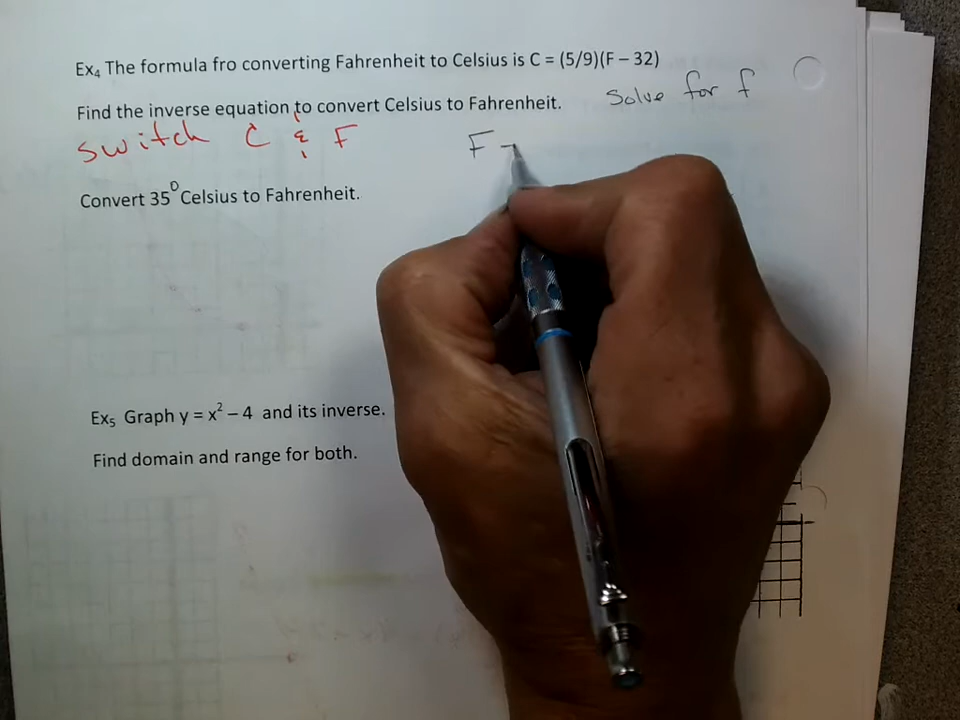 Ex4 The formula fro converting Fahrenheit to Celsius is C = (5/9)(F – 32)
Find the inverse equation to convert Celsius to Fahrenheit. Solve for f
switch C & F F –
Convert 35° Celsius to Fahrenheit.
Ex5 Graph y = x² – 4 and its inverse.
Find domain and range for both.